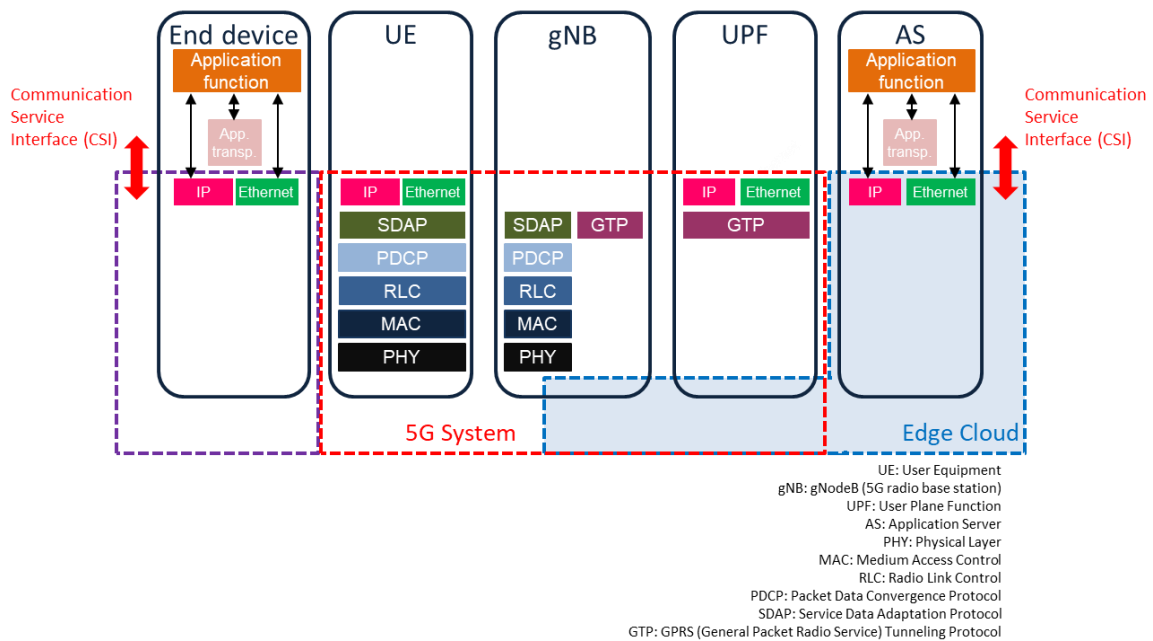 End device
UE
gNB
UPF
AS
Application
function
Application
function
Communication
Service
Interface (CSI)
App.
transp.
App.
transp.
Communication
Service
Interface (CSI)
IP Ethernet
IP Ethernet
IP Ethernet
IP Ethernet
SDAP
SDAP GTP
GTP
PDCP
PDCP
RLC
RLC
MAC
MAC
PHY
PHY
5G System
Edge Cloud
UE: User Equipment
gNB: gNodeB (5G radio base station)
UPF: User Plane Function
AS: Application Server
PHY: Physical Layer
MAC: Medium Access Control
RLC: Radio Link Control
PDCP: Packet Data Convergence Protocol
SDAP: Service Data Adaptation Protocol
GTP: GPRS (General Packet Radio Service) Tunneling Protocol